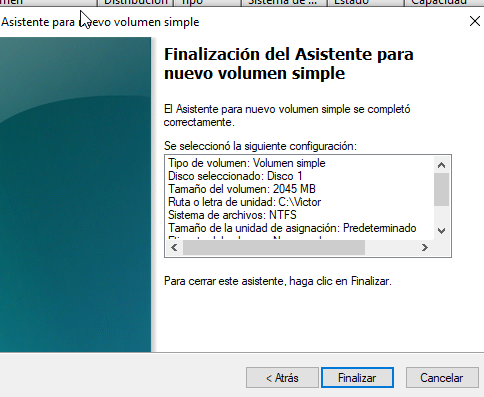 Distribución Tipo Sistema de ... Estado Capacidad
Asistente para nuevo volumen simple
Finalización del Asistente para
nuevo volumen simple
El Asistente para nuevo volumen simple se completó
correctamente.
Se seleccionó la siguiente configuración:
Tipo de volumen: Volumen simple
Disco seleccionado: Disco 1
Tamaño del volumen: 2045 MB
Ruta o letra de unidad: C:\Victor
Sistema de archivos: NTFS
Tamaño de la unidad de asignación: Predeterminado
Para cerrar este asistente, haga clic en Finalizar.
< Atrás
Finalizar
Cancelar